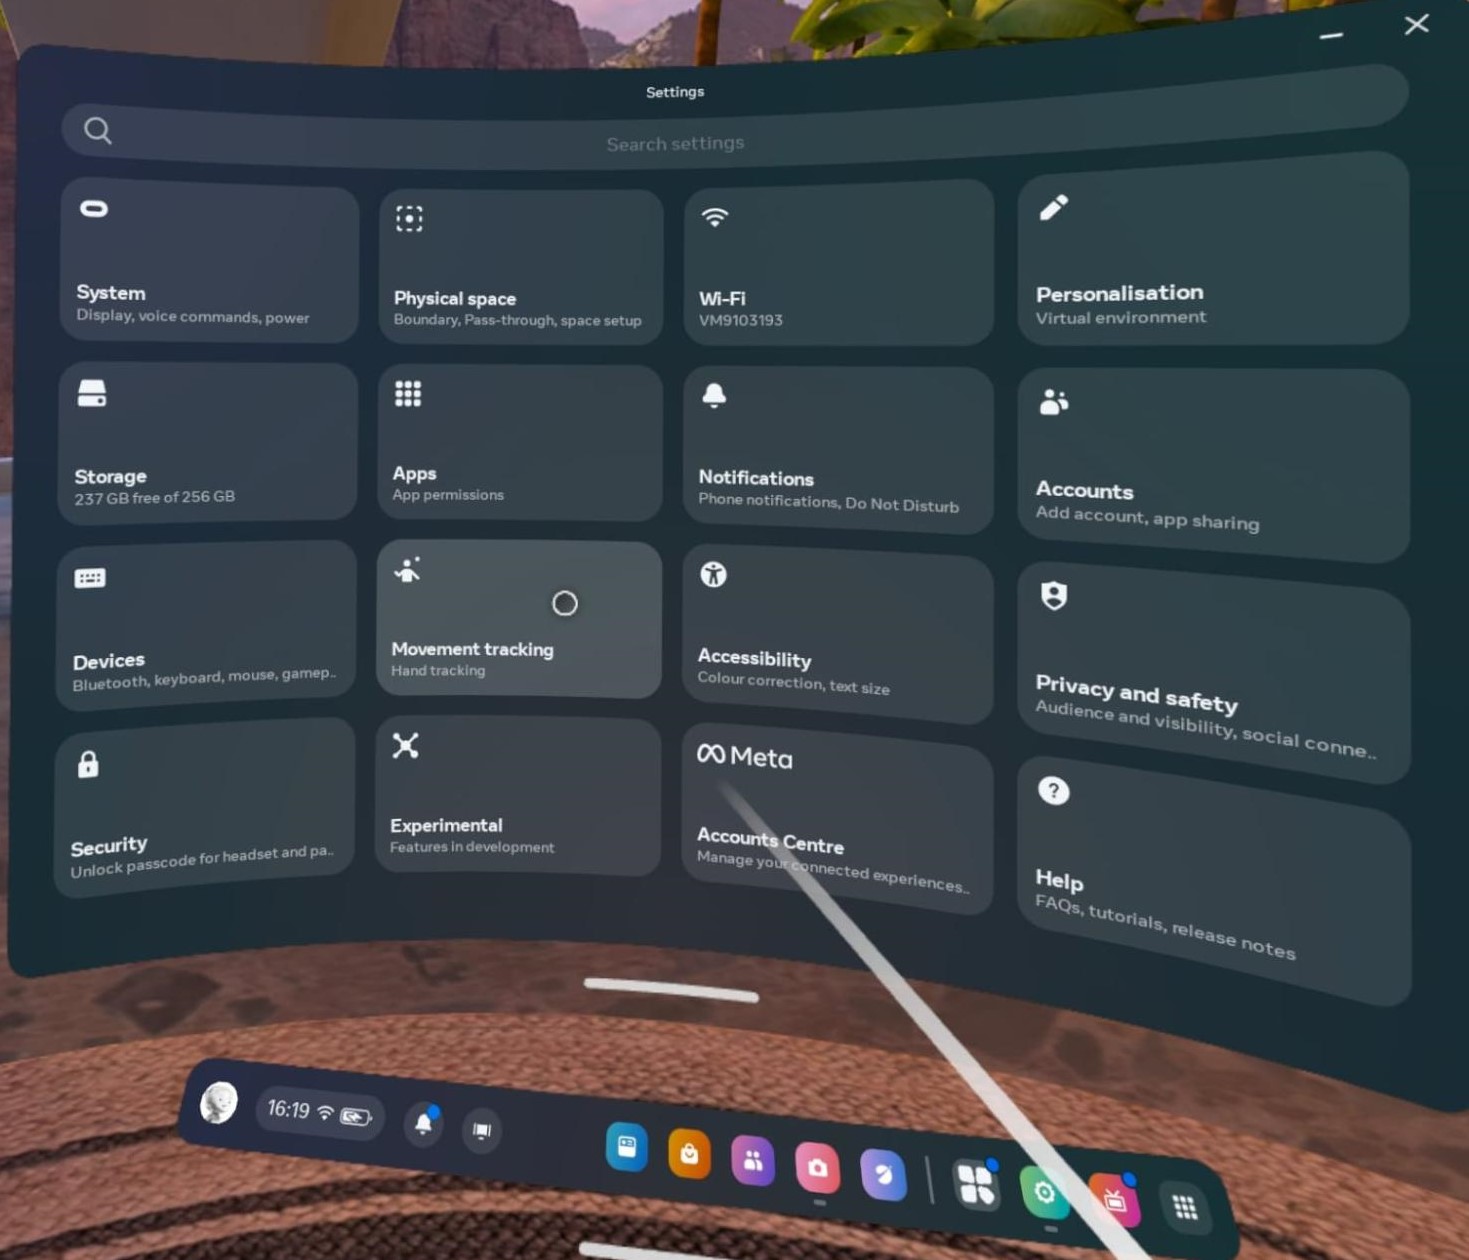 Settings
Search settings
System
Display, voice commands, power
Physical space
Boundary, Pass-through, space setup
Wi-Fi
VM9103193
Personalisation
Virtual environment
Storage
237 GB free of 256 GB
Apps
App permissions
Notifications
Phone notifications, Do Not Disturb
Accounts
Add account, app sharing
Devices
Bluetooth, keyboard, mouse, gamep..
Movement tracking
Hand tracking
Accessibility
Colour correction, text size
Privacy and safety
Audience and visibility, social conne..
Security
Unlock passcode for headset and pa..
Experimental
Features in development
Meta
Accounts Centre
Manage your connected experiences..
Help
FAQs, tutorials, release notes
16:19